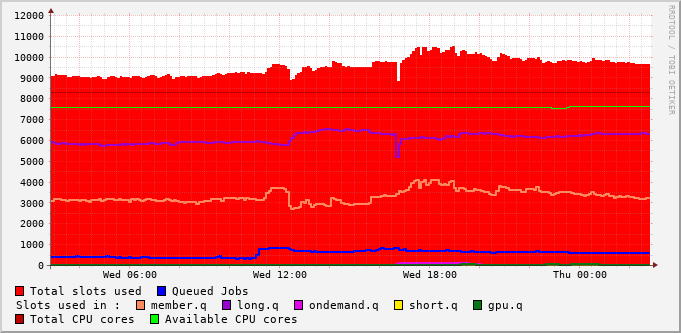 12000
11000
10000
9000
8000
7000
6000
5000
4000
3000
2000
1000
0
Wed 06:00 Wed 12:00 Wed 18:00 Thu 00:00
Total slots used Queued Jobs
Slots used in : member.q long.q ondemand.q short.q gpu.q
Total CPU cores Available CPU cores
RRDTOOL / TOBI OETIKER